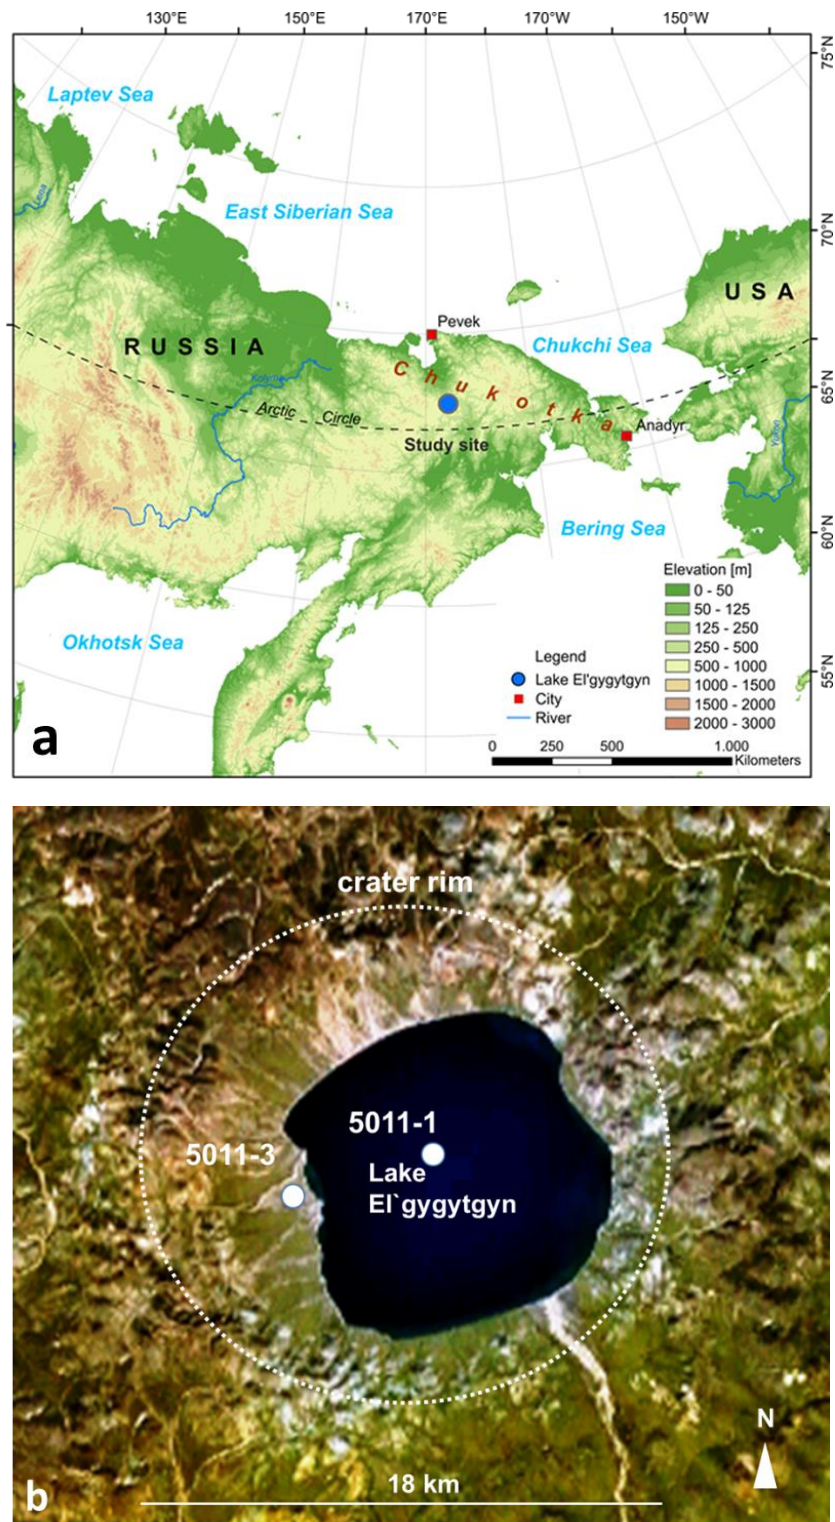 130°E 150°E 170°E 170°W 150°W
75°N
Laptev Sea
Lena
East Siberian Sea
70°N
U S A
Pevek
R U S S I A
Chukchi Sea
C h u k o t k a
Kolyma
65°N
Arctic Circle
Anadyr
Study site
Yukon
Bering Sea
60°N
Elevation [m]
0 - 50
50 - 125
125 - 250
250 - 500
500 - 1000
1000 - 1500
1500 - 2000
2000 - 3000
Okhotsk Sea
Legend
Lake El'gygytgyn
City
River
55°N
a
0 250 500 1.000
Kilometers
crater rim
5011-1
5011-3
Lake
El`gygytgyn
N
18 km
b